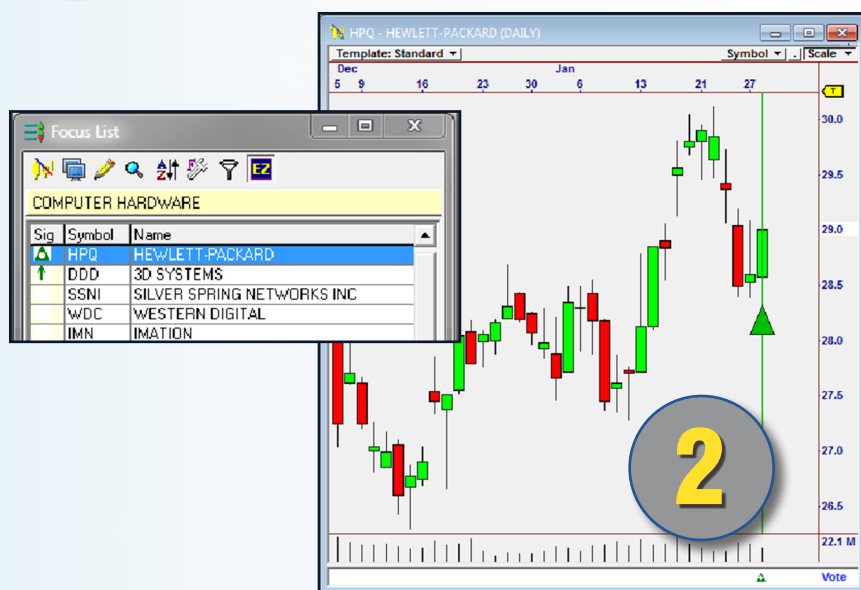 HPQ - HEWLETT-PACKARD (DAILY)
Template: Standard
Symbol
.
Scale
Dec
Jan
5 9 16 23 30 6 13 21 27
T
30.0
29.5
29.0
28.5
28.0
27.5
27.0
26.5
22.1 M
Vote
Focus List
EZ
COMPUTER HARDWARE
Sig Symbol Name
HPQ HEWLETT-PACKARD
DDD 3D SYSTEMS
SSNI SILVER SPRING NETWORKS INC
WDC WESTERN DIGITAL
IMN IMATION
2